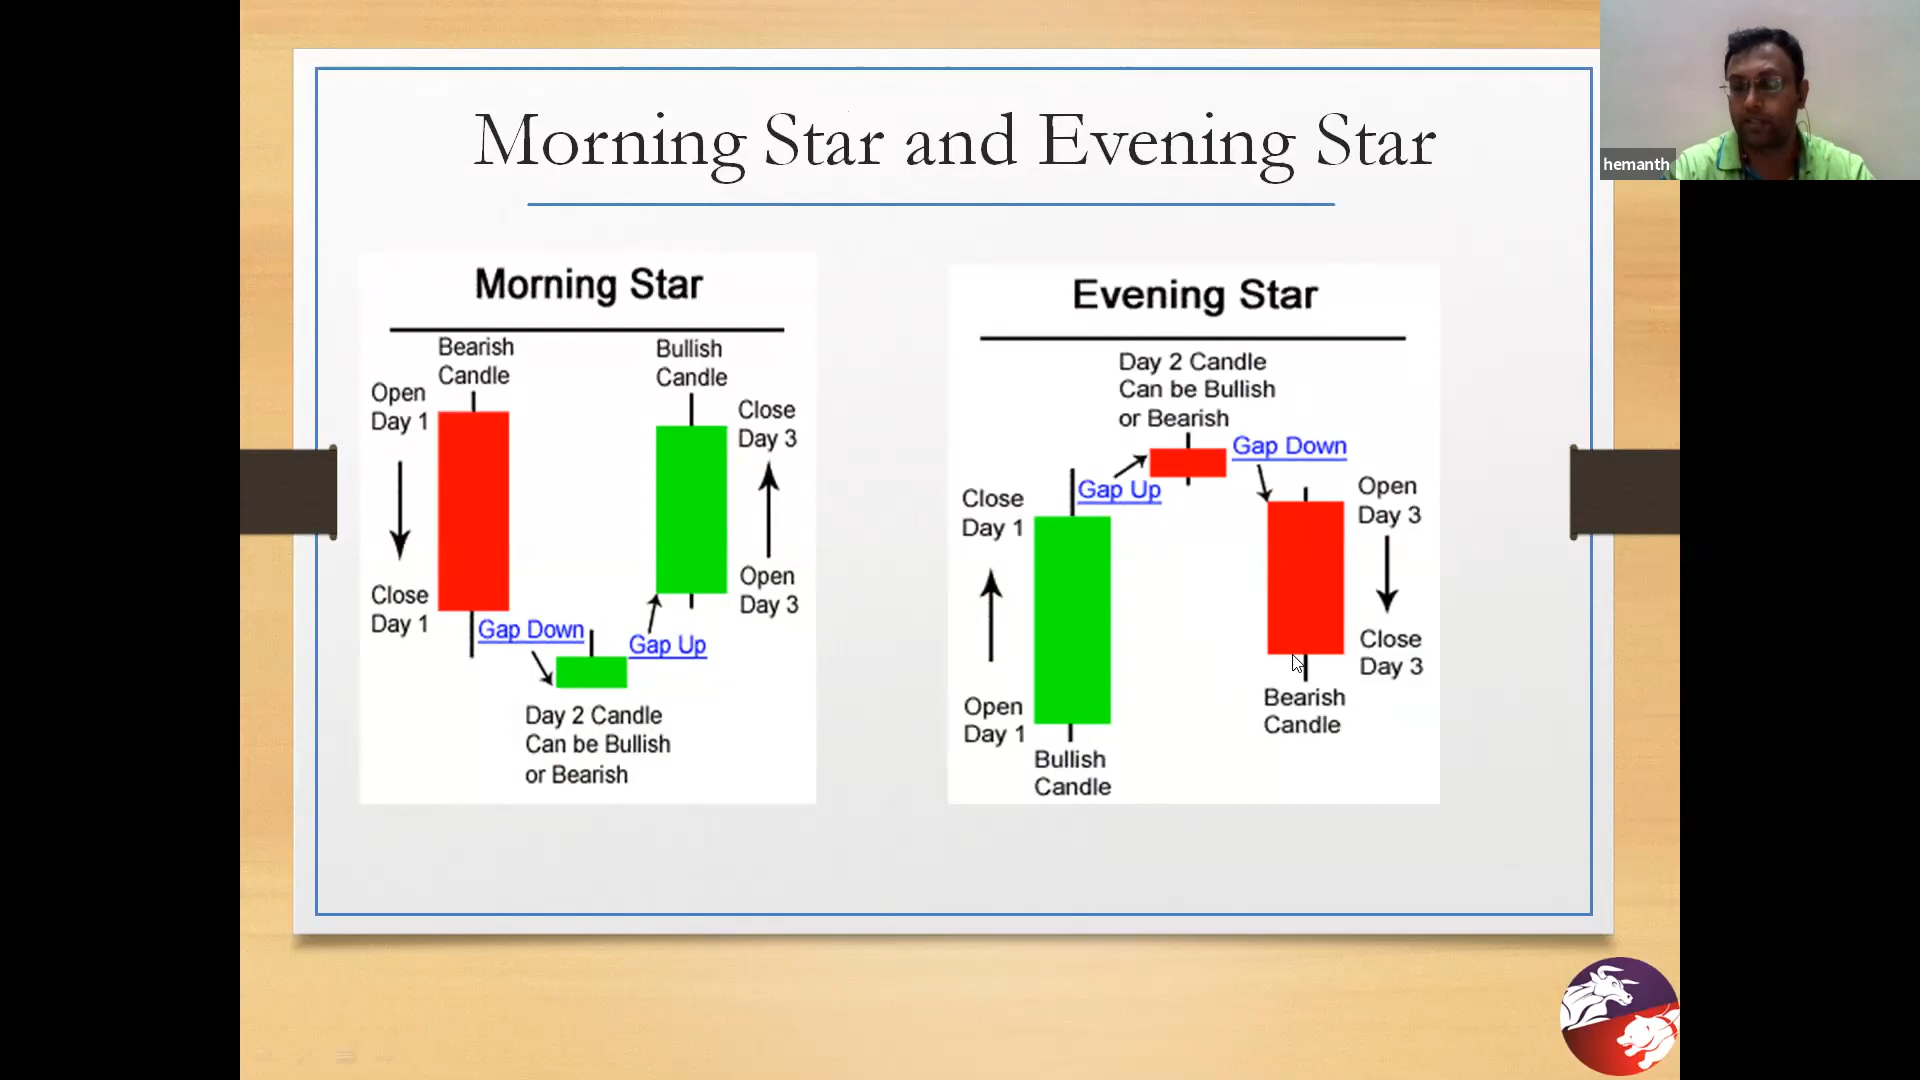 Morning Star and Evening Star
hemanth
Morning Star
Bearish
Candle
Bullish
Candle
Open
Day 1
Close
Day 3
Close
Day 1
Open
Day 3
Gap Down
Gap Up
Day 2 Candle
Can be Bullish
or Bearish
Evening Star
Day 2 Candle
Can be Bullish
or Bearish
Gap Down
Gap Up
Close
Day 1
Open
Day 3
Open
Day 1
Close
Day 3
Bullish
Candle
Bearish
Candle